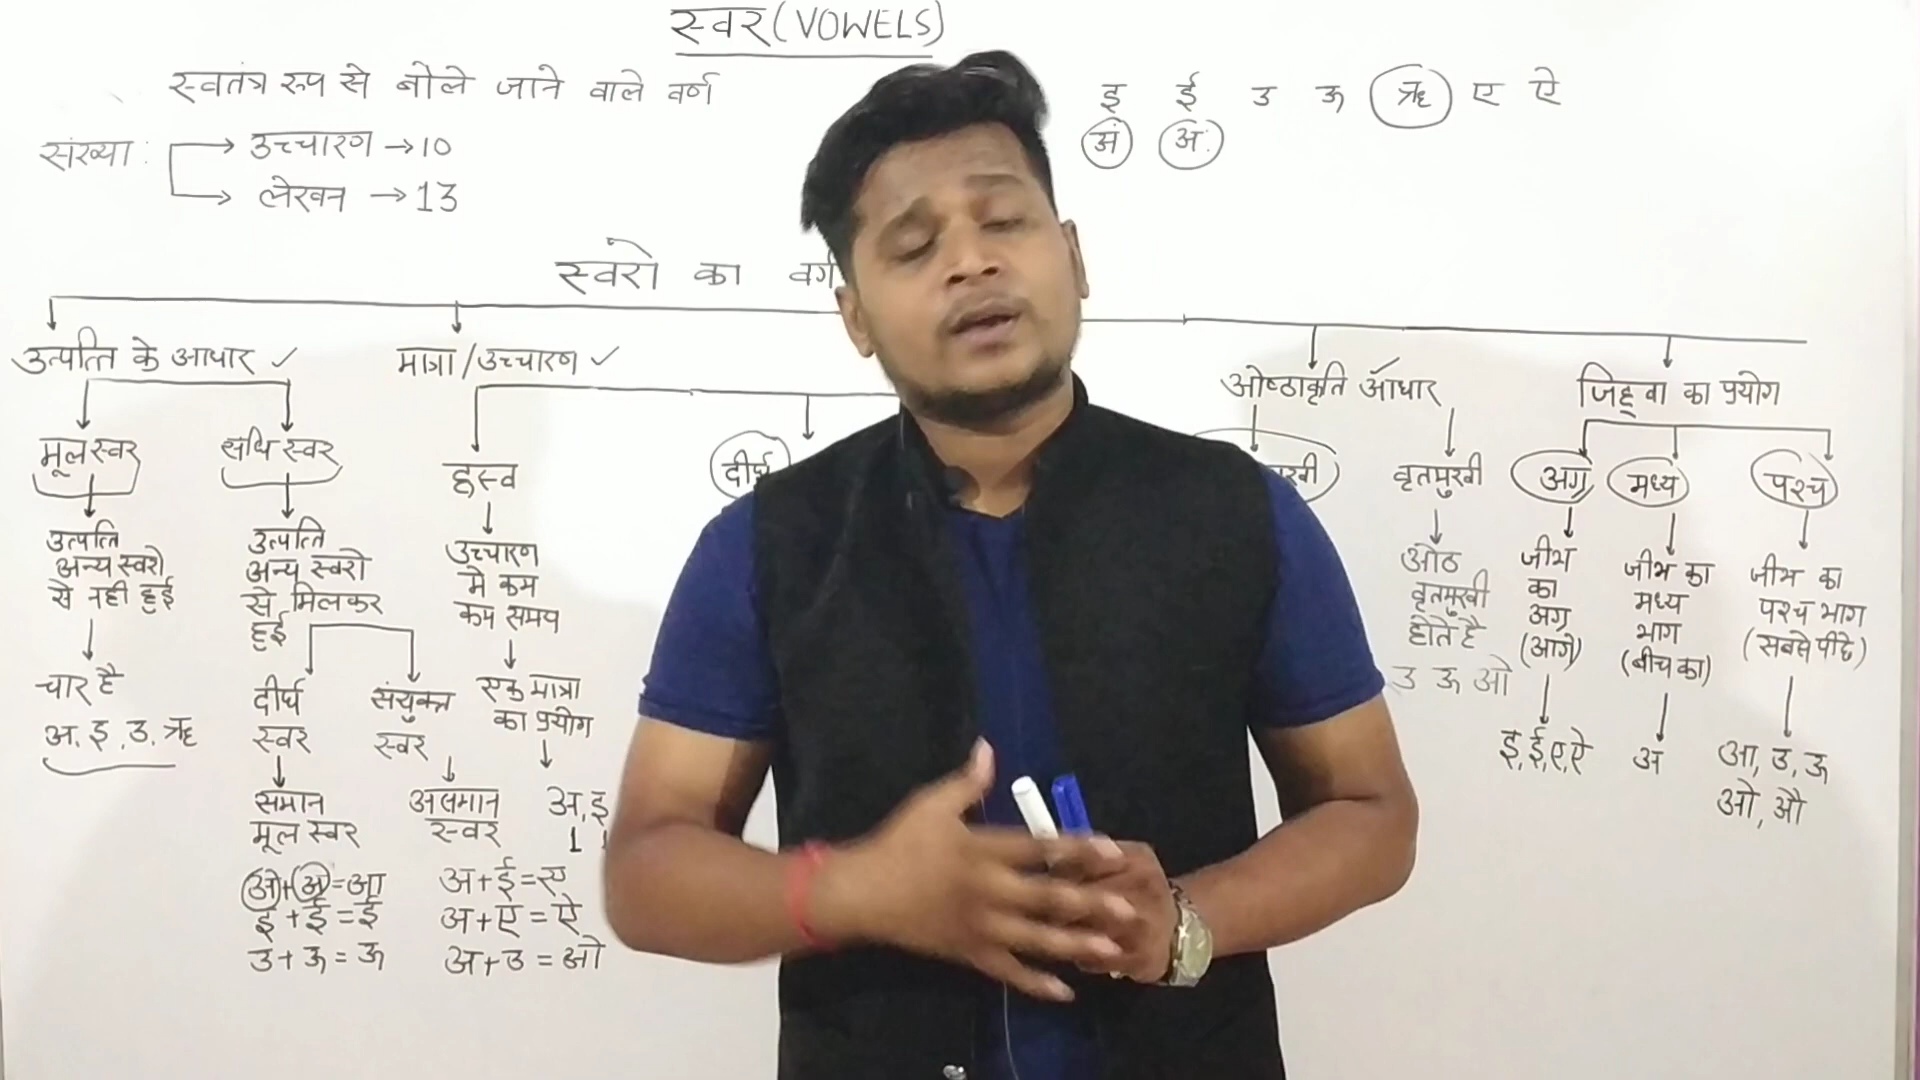 स्वर (VOWELS)
स्वतंत्र रुप से बोले जाने वाले वर्ण
इ ई उ ऊ ऋ ए ऐ
अं अः
संख्या :
→ उच्चारण → 10
→ लेखन → 13
स्वरो का
उत्पत्ति के आधार ✓
मात्रा / उच्चारण ✓
ओष्ठाकृति आधार
जिह्वा का प्रयोग
मूल स्वर
संधि स्वर
ह्रस्व
दीर्घ
वृतमुखी
अग्र
मध्य
पश्च
उत्पत्ति
अन्य स्वरो
से नही हुई
चार है
अ, इ, उ, ऋ
उत्पत्ति
अन्य स्वरो
से मिलकर
हुई
दीर्घ
स्वर
समान
मूल स्वर
अ+अ=आ
इ+ई=ई
उ+ऊ=ऊ
संयुक्त
स्वर
असमान
स्वर
अ+ई=ए
अ+ए=ऐ
अ+उ=ओ
उच्चारण
मे कम
कम समय
एक मात्रा
का प्रयोग
अ, इ
1
ओठ
वृतमुखी
होते है
उ ऊ ओ
जीभ
का
अग्र
(आगे)
इ, ई, ए, ऐ
जीभ का
मध्य
भाग
(बीच का)
अ
जीभ का
पश्च भाग
(सबसे पीछे)
आ, उ, ऊ
ओ, औ